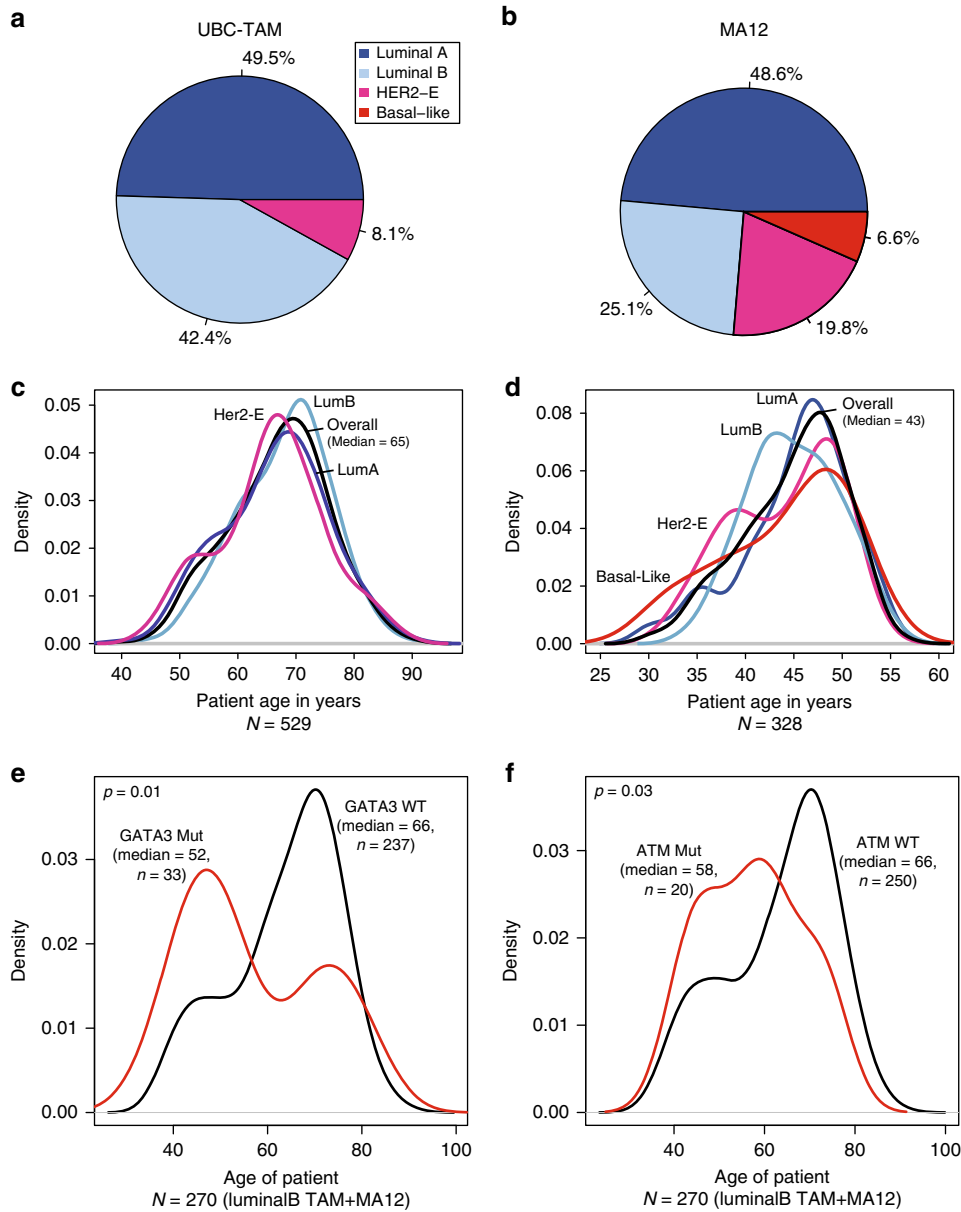 a
UBC-TAM
49.5%
Luminal A
Luminal B
HER2-E
Basal-like
8.1%
42.4%
b
MA12
48.6%
6.6%
25.1%
19.8%
c
Density
0.05
0.04
0.03
0.02
0.01
0.00
Her2-E
LumB
Overall
(Median = 65)
LumA
40 50 60 70 80 90
Patient age in years
N = 529
d
Density
0.08
0.06
0.04
0.02
0.00
LumA
Overall
(Median = 43)
LumB
Her2-E
Basal-Like
25 30 35 40 45 50 55 60
Patient age in years
N = 328
e
p = 0.01
Density
0.03
0.02
0.01
0.00
GATA3 Mut
(median = 52,
n = 33)
GATA3 WT
(median = 66,
n = 237)
40 60 80 100
Age of patient
N = 270 (luminalB TAM+MA12)
f
p = 0.03
Density
0.03
0.02
0.01
0.00
ATM Mut
(median = 58,
n = 20)
ATM WT
(median = 66,
n = 250)
40 60 80 100
Age of patient
N = 270 (luminalB TAM+MA12)